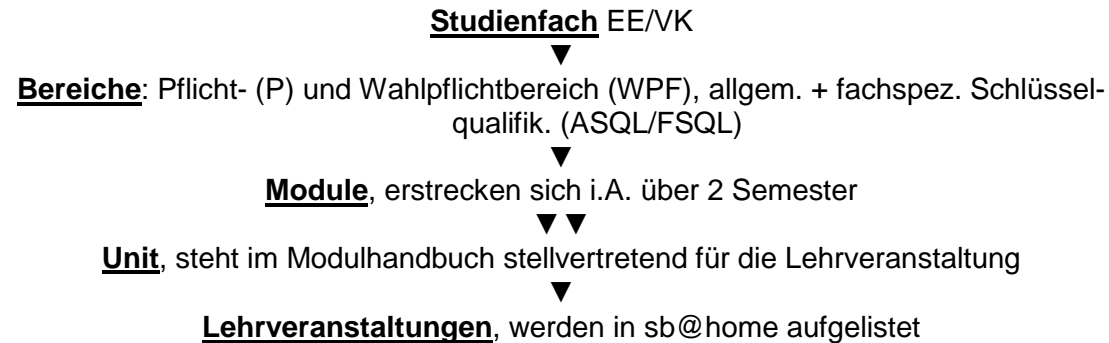 Studienfach EE/VK
▼
Bereiche: Pflicht- (P) und Wahlpflichtbereich (WPF), allgem. + fachspez. Schlüssel-
qualifik. (ASQL/FSQL)
▼
Module, erstrecken sich i.A. über 2 Semester
▼ ▼
Unit, steht im Modulhandbuch stellvertretend für die Lehrveranstaltung
▼
Lehrveranstaltungen, werden in sb@home aufgelistet